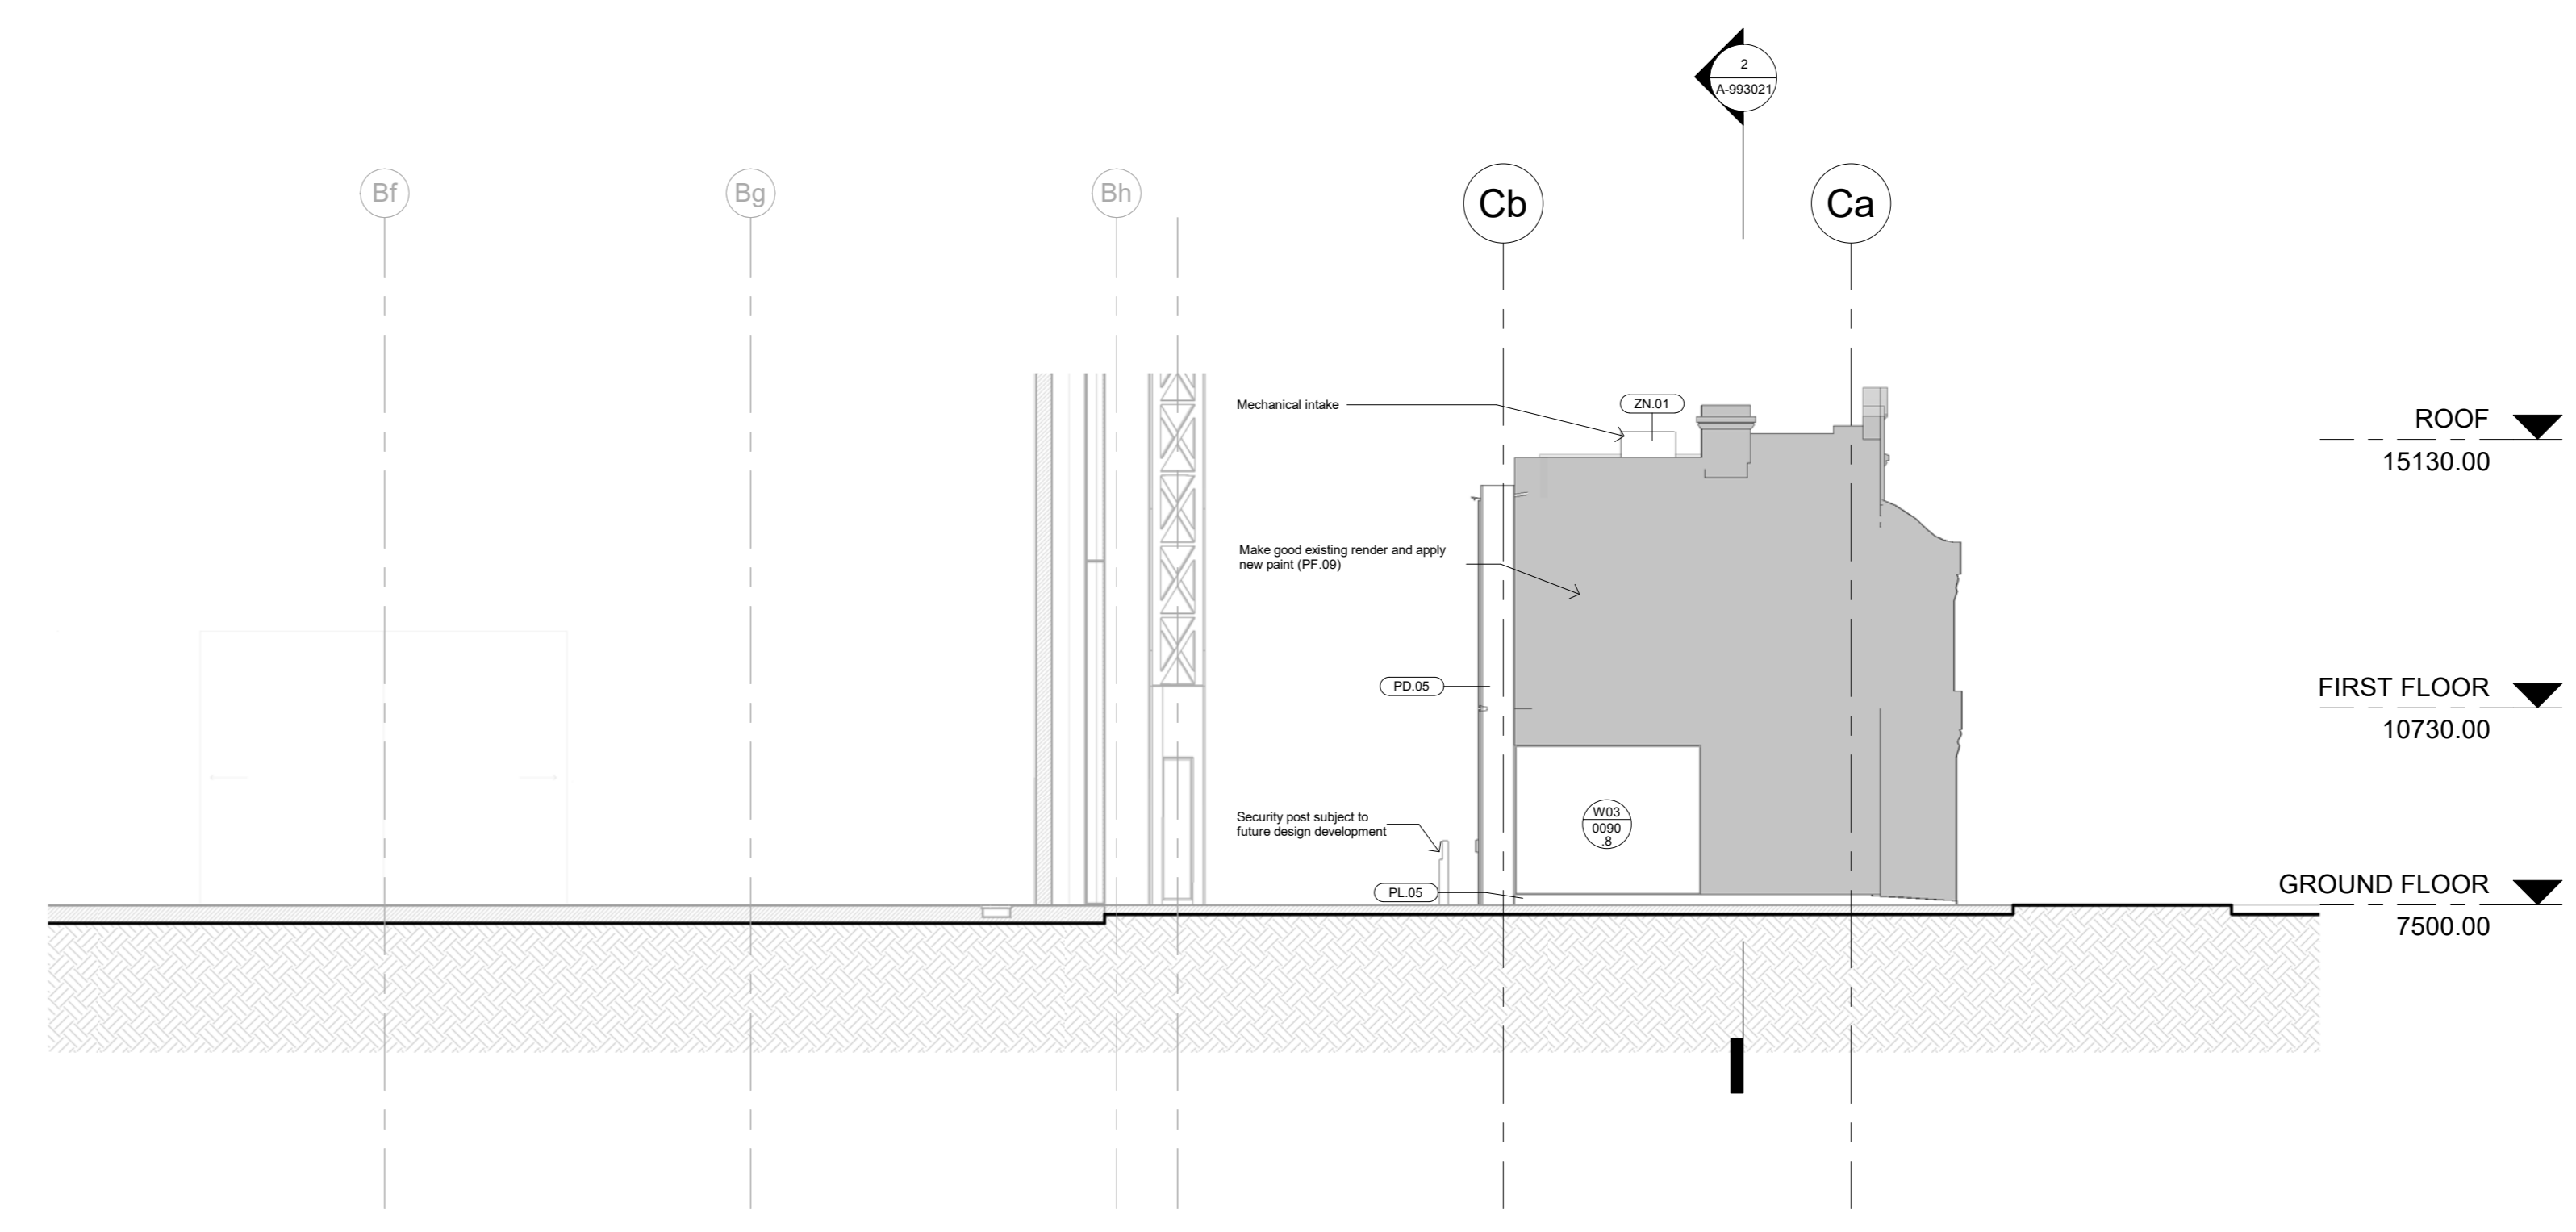 2
A-993021
Bf
Bg
Bh
Cb
Ca
Mechanical intake
ZN.01
ROOF
15130.00
Make good existing render and apply
new paint (PF.09)
PD.05
FIRST FLOOR
10730.00
Security post subject to
future design development
W03
0090
.8
PL.05
GROUND FLOOR
7500.00